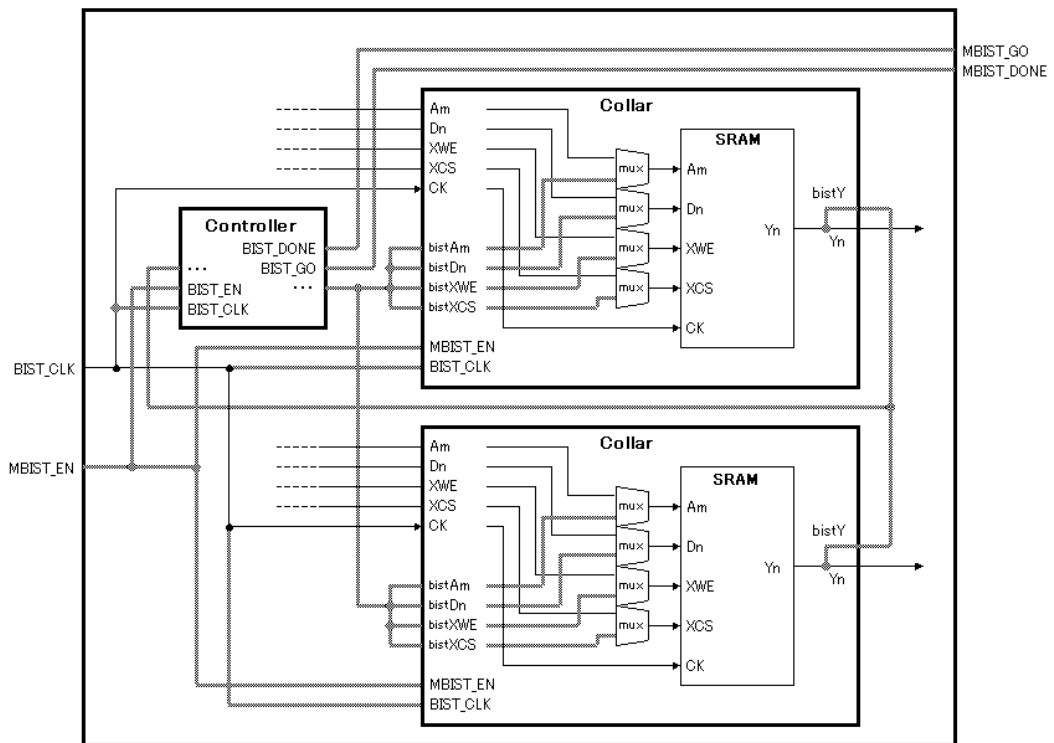 MBIST_GO
MBIST_DONE
Collar
Am
Dn
XWE
XCS
CK
SRAM
mux
Am
mux
Dn
mux
XWE
mux
XCS
CK
Yn
bistY
Yn
Controller
BIST_DONE
... BIST_GO
BIST_EN ...
BIST_CLK
bistAm
bistDn
bistXWE
bistXCS
MBIST_EN
BIST_CLK
BIST_CLK
MBIST_EN
Collar
Am
Dn
XWE
XCS
CK
SRAM
mux
Am
mux
Dn
mux
XWE
mux
XCS
CK
Yn
bistY
Yn
bistAm
bistDn
bistXWE
bistXCS
MBIST_EN
BIST_CLK